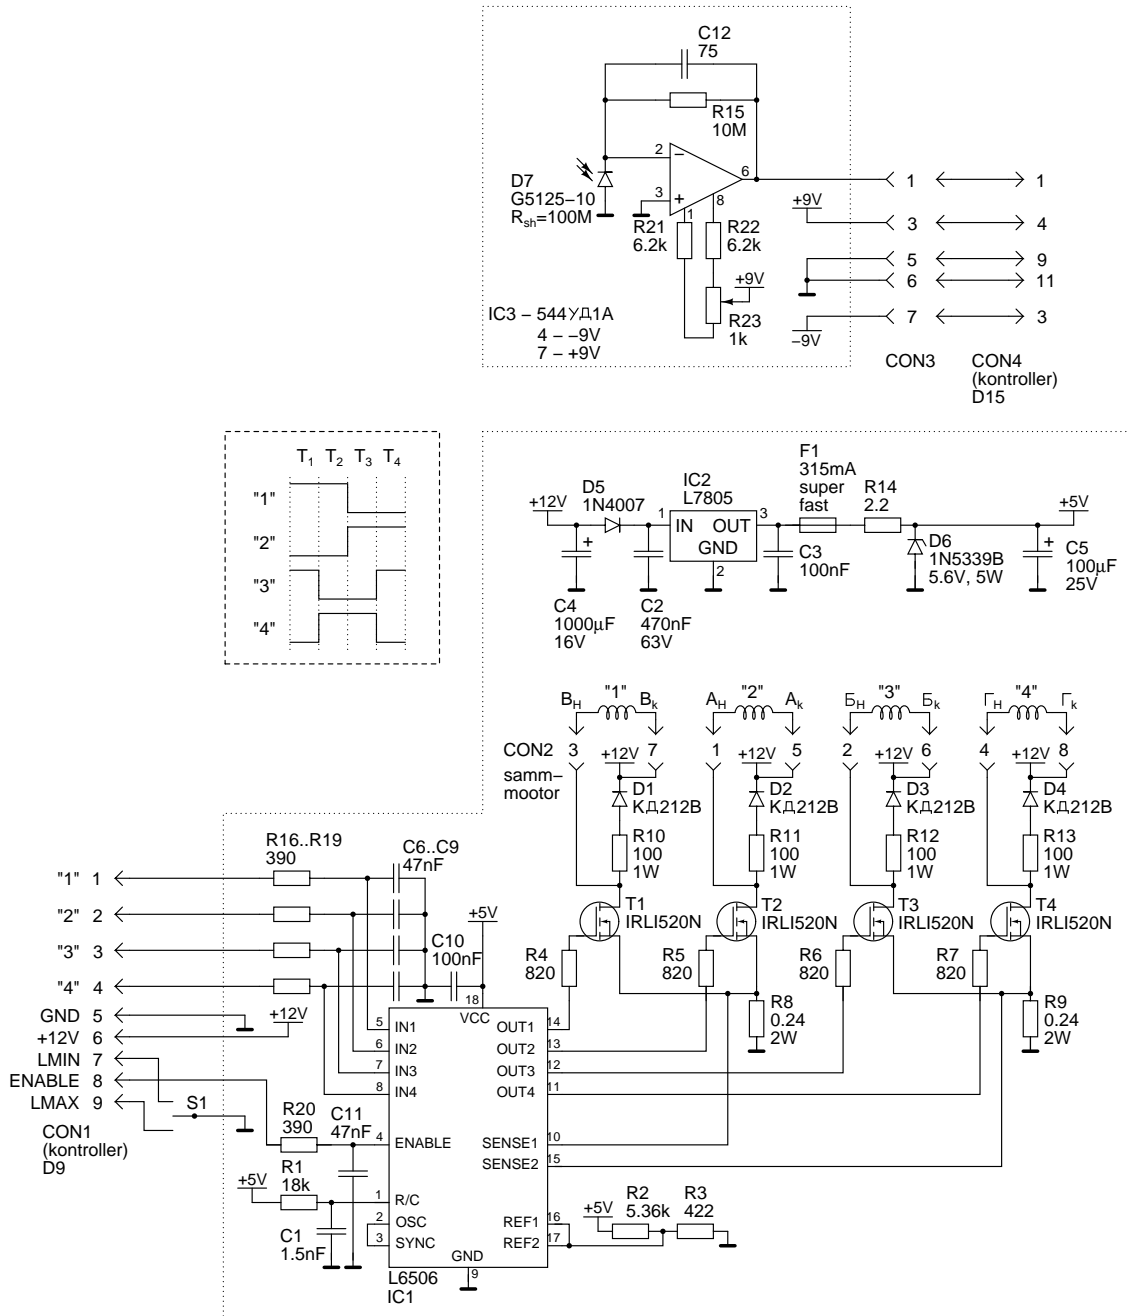 C12
75
R15
10M
2
−
6
3
+
1
8
D7
G5125−10
Rsh=100M
R21
6.2k
R22
6.2k
+9V
R23
1k
IC3 − 544УД1А
4 − −9V
7 − +9V
1
1
+9V
3
4
5
9
6
11
7
3
−9V
CON3
CON4
(kontroller)
D15
T1
T2
T3
T4
"1"
"2"
"3"
"4"
+12V
D5
1N4007
IC2
L7805
1
IN
OUT
3
GND
2
F1
315mA
super
fast
R14
2.2
+5V
C4
1000µF
16V
+
C2
470nF
63V
C3
100nF
D6
1N5339B
5.6V, 5W
+
C5
100µF
25V
ВН
"1"
Вk
АН
"2"
Аk
БН
"3"
Бk
ГН
"4"
Гk
CON2
3
7
1
5
2
6
4
8
samm−
mootor
+12V
+12V
+12V
+12V
D1
КД212В
D2
КД212В
D3
КД212В
D4
КД212В
R10
100
1W
R11
100
1W
R12
100
1W
R13
100
1W
T1
IRLI520N
T2
IRLI520N
T3
IRLI520N
T4
IRLI520N
R4
820
R5
820
R6
820
R7
820
R8
0.24
2W
R9
0.24
2W
R16..R19
390
C6..C9
47nF
+5V
C10
100nF
"1" 1
"2" 2
"3" 3
"4" 4
GND 5
+12V 6
LMIN 7
ENABLE 8
LMAX 9
+12V
S1
CON1
(kontroller)
D9
R20
390
C11
47nF
R1
18k
+5V
C1
1.5nF
18
VCC
5
IN1
OUT1
14
6
IN2
OUT2
13
7
IN3
OUT3
12
8
IN4
OUT4
11
4
ENABLE
SENSE1
10
SENSE2
15
1
R/C
2
OSC
REF1
16
3
SYNC
REF2
17
GND
9
L6506
IC1
+5V
R2
5.36k
R3
422